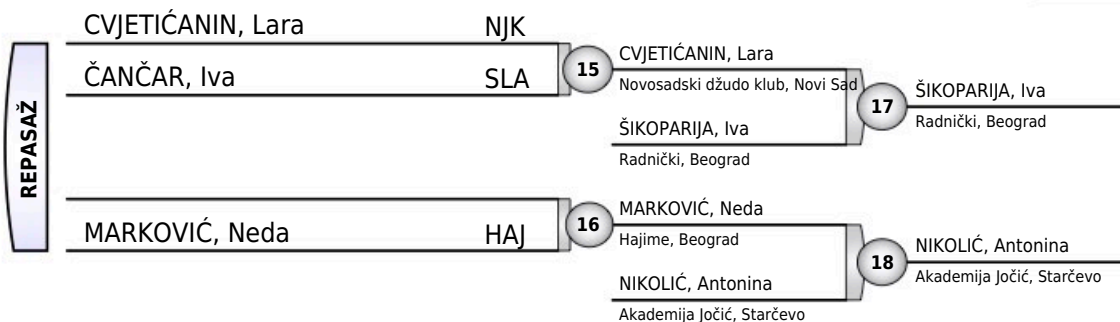 REPASAŽ
CVJETIĆANIN, Lara NJK
ČANČAR, Iva SLA
15
CVJETIĆANIN, Lara
Novosadski džudo klub, Novi Sad
ŠIKOPARIJA, Iva
Radnički, Beograd
17
ŠIKOPARIJA, Iva
Radnički, Beograd
MARKOVIĆ, Neda HAJ
16
MARKOVIĆ, Neda
Hajime, Beograd
NIKOLIĆ, Antonina
Akademija Jočić, Starčevo
18
NIKOLIĆ, Antonina
Akademija Jočić, Starčevo